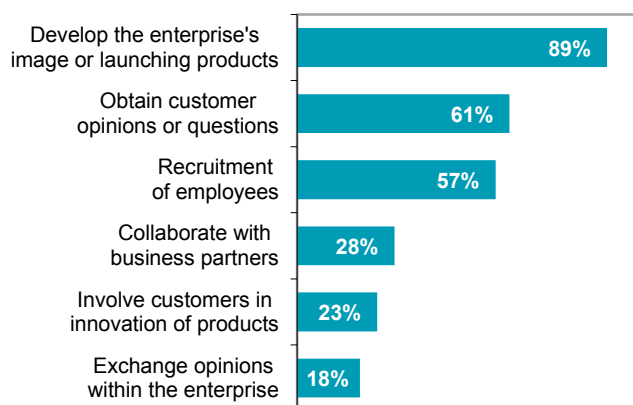 Develop the enterprise's
image or launching products
89%
Obtain customer
opinions or questions
61%
Recruitment
of employees
57%
Collaborate with
business partners
28%
Involve customers in
innovation of products
23%
Exchange opinions
within the enterprise
18%